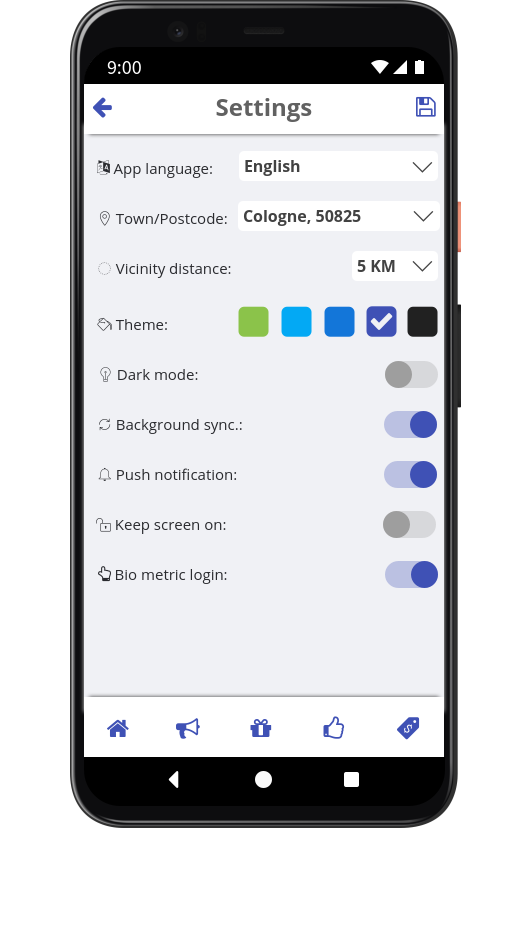 9:00
Settings
App language: English
Town/Postcode: Cologne, 50825
Vicinity distance: 5 KM
Theme:
Dark mode:
Background sync.:
Push notification:
Keep screen on:
Bio metric login: